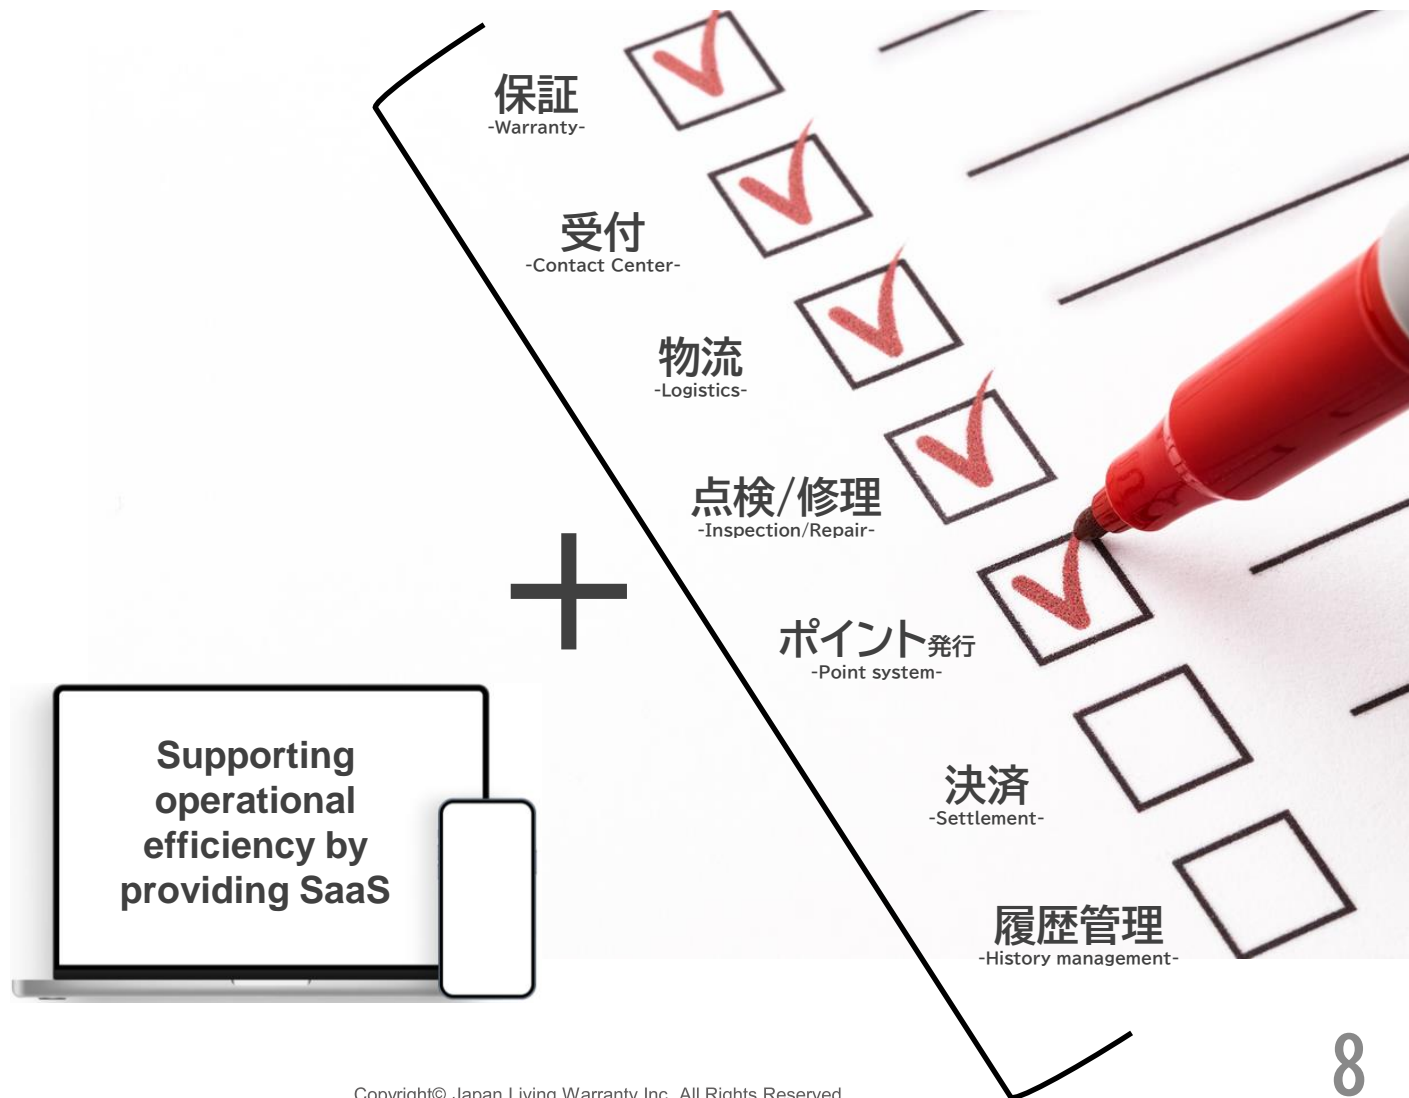 保証
-Warranty-
受付
-Contact Center-
物流
-Logistics-
点検/修理
-Inspection/Repair-
ポイント発行
-Point system-
決済
-Settlement-
履歴管理
-History management-
Supporting
operational
efficiency by
providing SaaS
Copyright© Japan Living Warranty Inc. All Rights Reserved
8